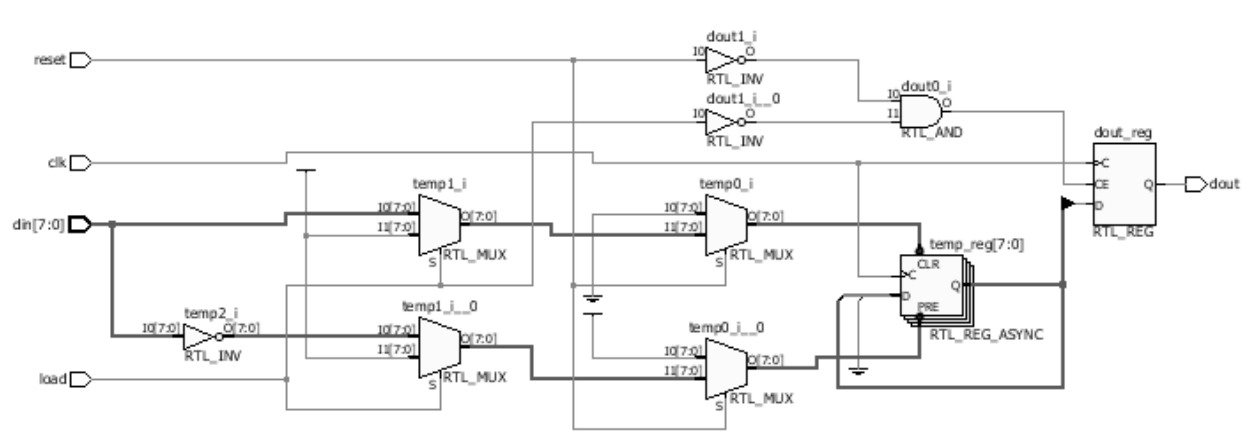 dout1_i
reset
I0
O
RTL_INV
dout0_i
dout1_i__0
I0
I0
O
I1
O
RTL_INV
RTL_AND
dout_reg
clk
C
temp1_i
temp0_i
CE
Q
dout
I0[7:0]
I0[7:0]
D
din[7:0]
O[7:0]
O[7:0]
I1[7:0]
I1[7:0]
RTL_REG
temp_reg[7:0]
S
RTL_MUX
S
RTL_MUX
CLR
C
Q
D
temp1_i__0
PRE
temp2_i
temp0_i__0
I0[7:0]
O[7:0]
I0[7:0]
RTL_REG_ASYNC
O[7:0]
I1[7:0]
I0[7:0]
RTL_INV
O[7:0]
I1[7:0]
load
S
RTL_MUX
RTL_MUX
S